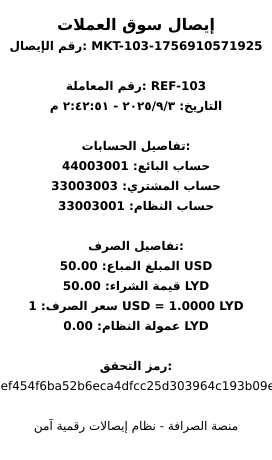 إيصال سوق العملات
رقم الإيصال: MKT-103-1756910571925
رقم المعاملة: REF-103
التاريخ: ٢٠٢٥/٩/٣ - ٢:٤٢:٥١ م
تفاصيل الحسابات:
حساب البائع: 44003001
حساب المشتري: 33003003
حساب النظام: 33003001
تفاصيل الصرف:
المبلغ المباع: 50.00 USD
قيمة الشراء: 50.00 LYD
سعر الصرف: 1 USD = 1.0000 LYD
عمولة النظام: 0.00 LYD
رمز التحقق:
ef454f6ba52b6eca4dfcc25d303964c193b09e
منصة الصرافة - نظام إيصالات رقمية آمن